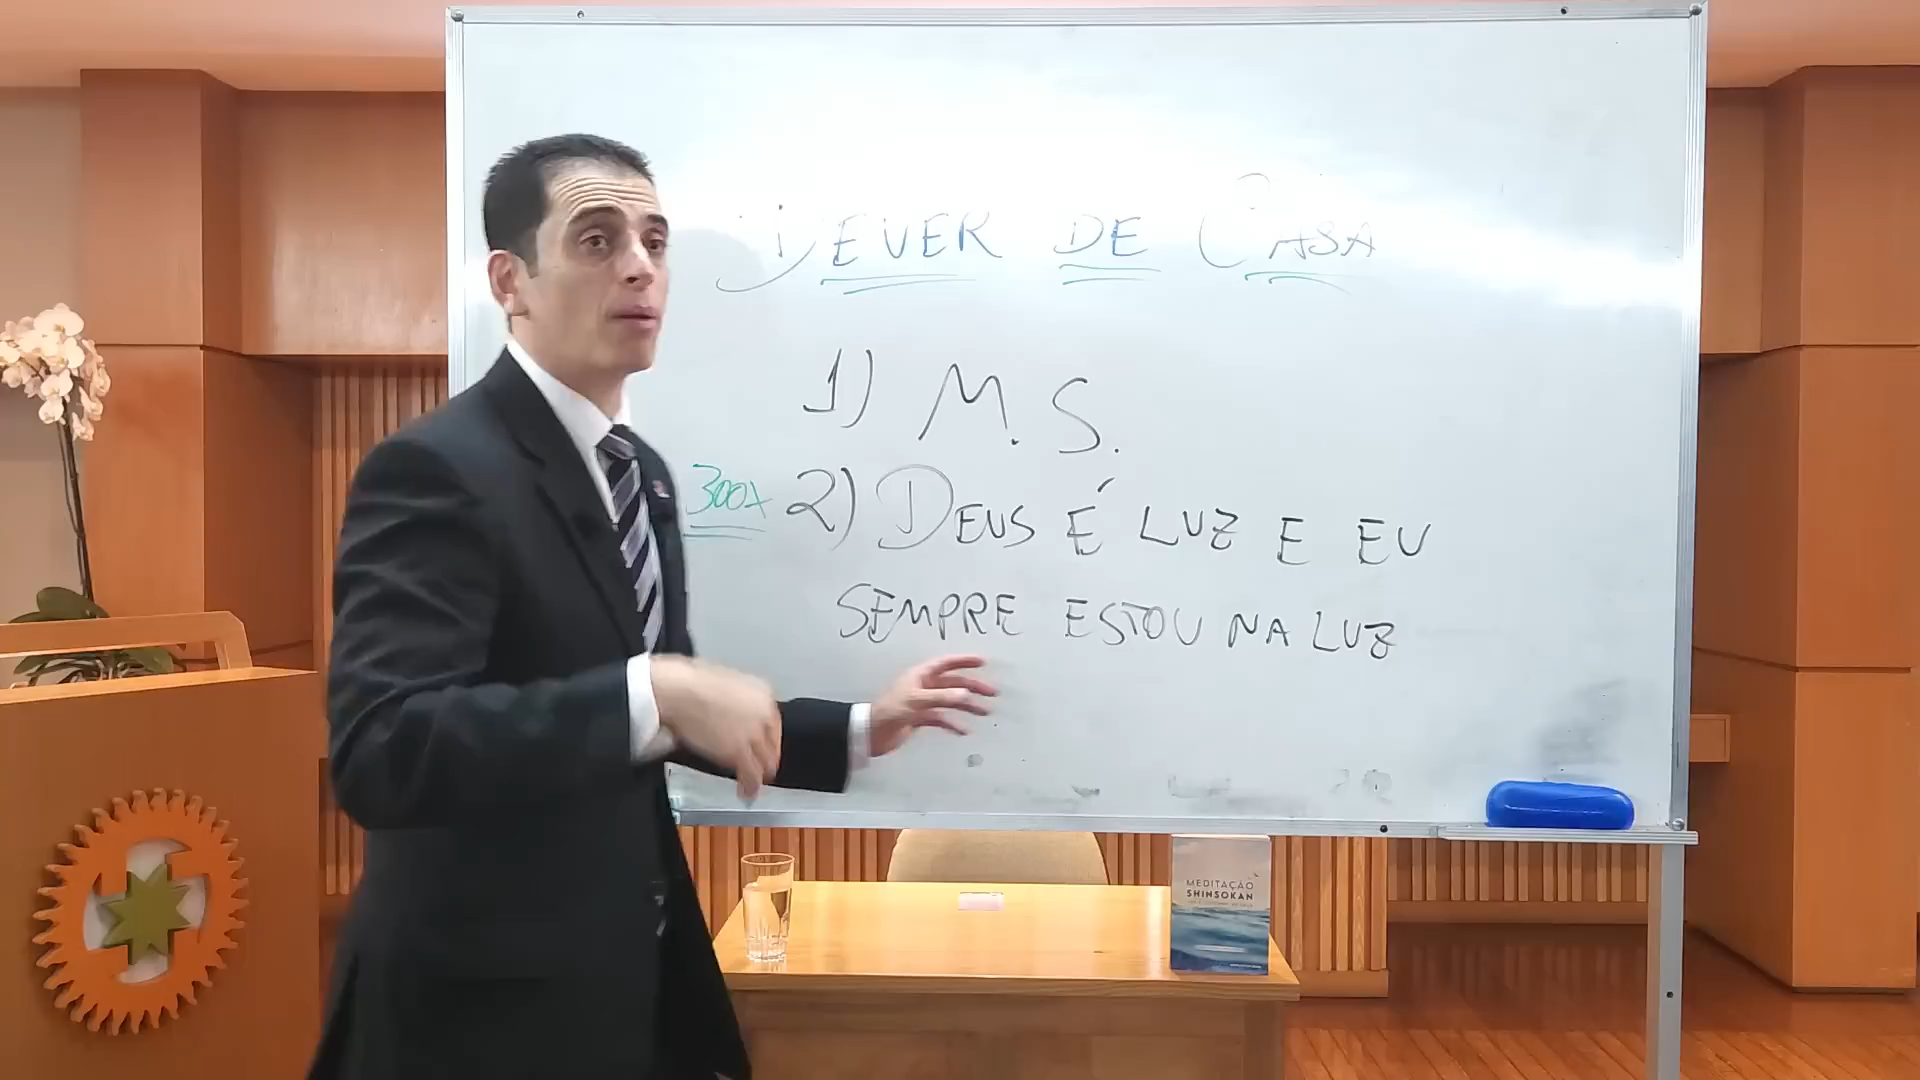 DEVER DE CASA
1) M. S.
300x 2) DEUS É LUZ E EU
SEMPRE ESTOU NA LUZ
MEDITAÇÃO
SHINSOKAN